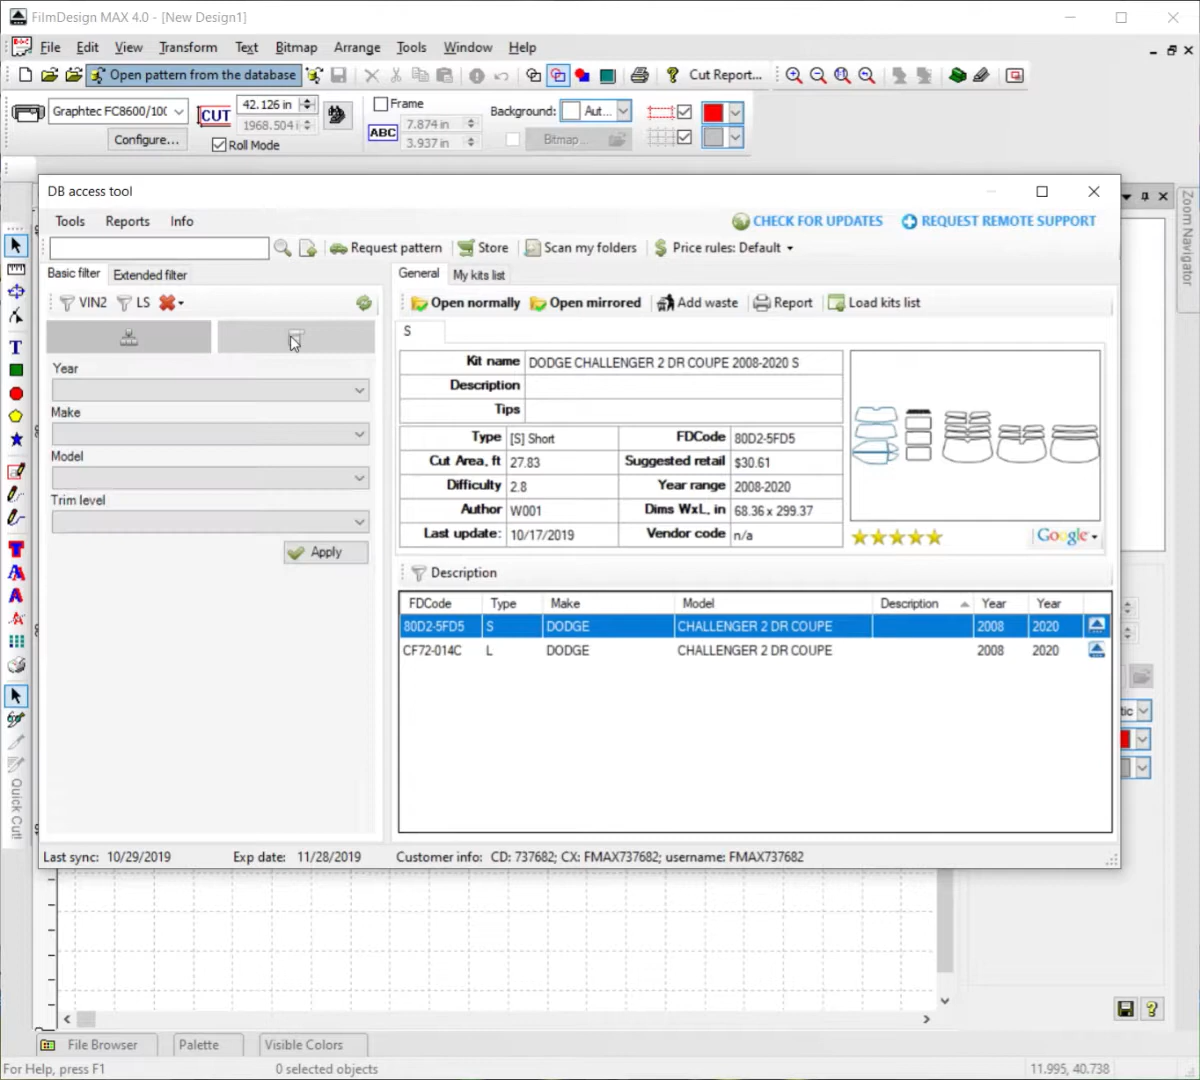 FilmDesign MAX 4.0 - [New Design1]
File Edit View Transform Text Bitmap Arrange Tools Window Help
Open pattern from the database Cut Report...
Graphtec FC8600/100 CUT 42.126 in Frame Background: Aut...
1968.504 i ABC 7.874 in
Configure... Roll Mode 3.937 in Bitmap...
DB access tool
Tools Reports Info CHECK FOR UPDATES REQUEST REMOTE SUPPORT
Request pattern Store Scan my folders Price rules: Default
Basic filter Extended filter General My kits list
VIN2 LS Open normally Open mirrored Add waste Report Load kits list
S
Year
Make
Model
Trim level
Apply
Kit name DODGE CHALLENGER 2 DR COUPE 2008-2020 S
Description
Tips
Type [S] Short FDCode 80D2-5FD5
Cut Area, ft 27.83 Suggested retail $30.61
Difficulty 2.8 Year range 2008-2020
Author W001 Dims WxL, in 68.36 x 299.37
Last update: 10/17/2019 Vendor code n/a
Google
Description
FDCode Type Make Model Description Year Year
80D2-5FD5 S DODGE CHALLENGER 2 DR COUPE 2008 2020
CF72-014C L DODGE CHALLENGER 2 DR COUPE 2008 2020
Last sync: 10/29/2019 Exp date: 11/28/2019 Customer info: CD: 737682; CX: FMAX737682; username: FMAX737682
Zoom Navigator
Quick Cut!
tic
File Browser Palette Visible Colors
For Help, press F1 0 selected objects 11.995, 40.738